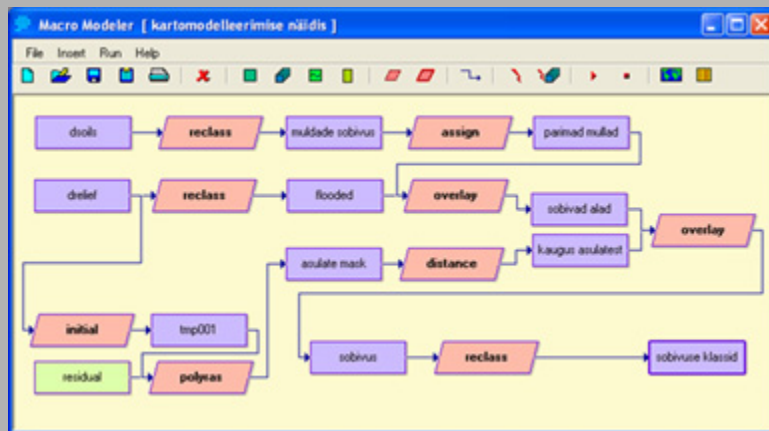 Macro Modeler [ kartomodelleerimise näidis ]
File Insert Run Help
dsoils reclass muldade sobivus assign parimad mullad
drelief reclass flooded overlay sobivad alad
overlay
asulate mask distance kaugus asulatest
initial tmp001
sobivus reclass sobivuse klassid
residual polyras